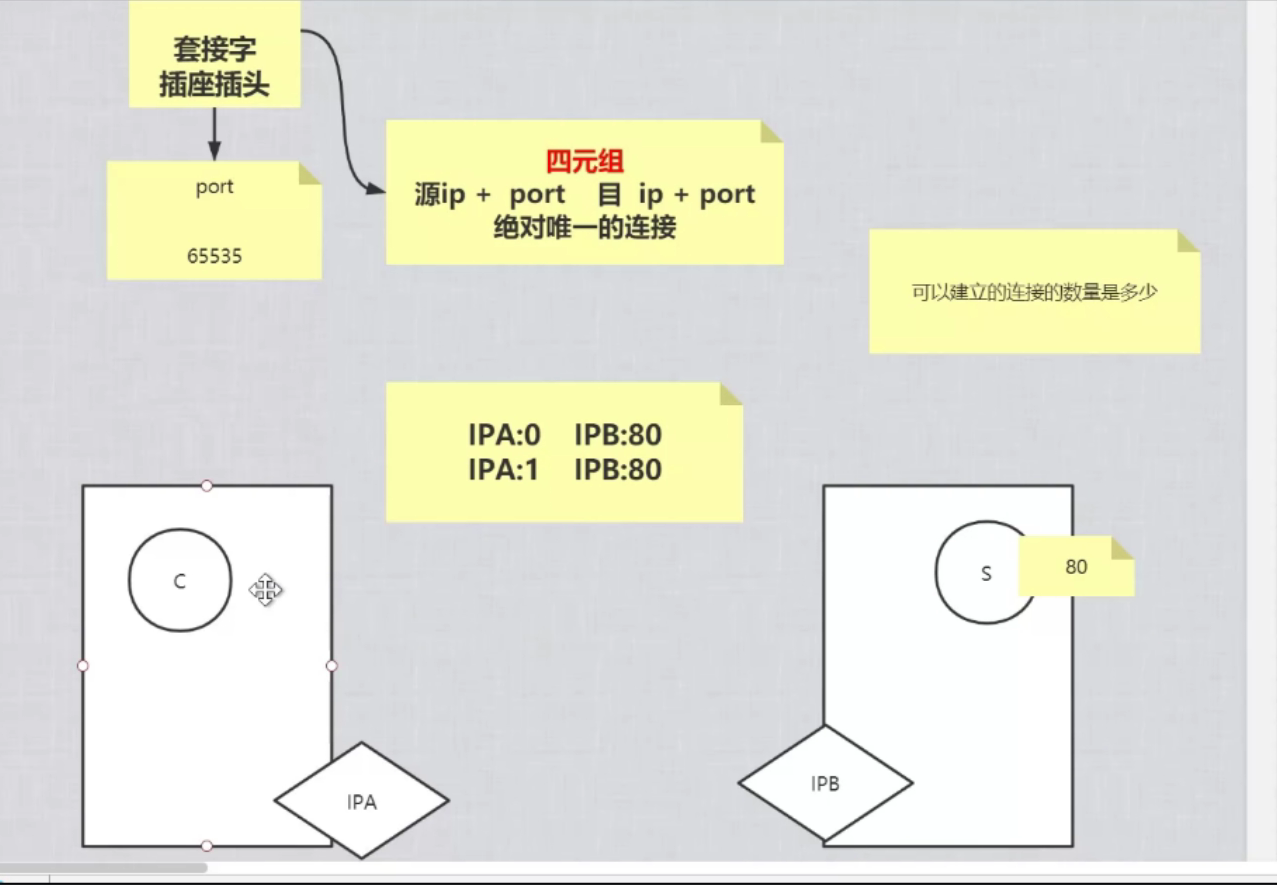 套接字
插座插头
port
65535
四元组
源ip + port 目 ip + port
绝对唯一的连接
可以建立的连接的数量是多少
IPA:0 IPB:80
IPA:1 IPB:80
C
S
80
IPA
IPB